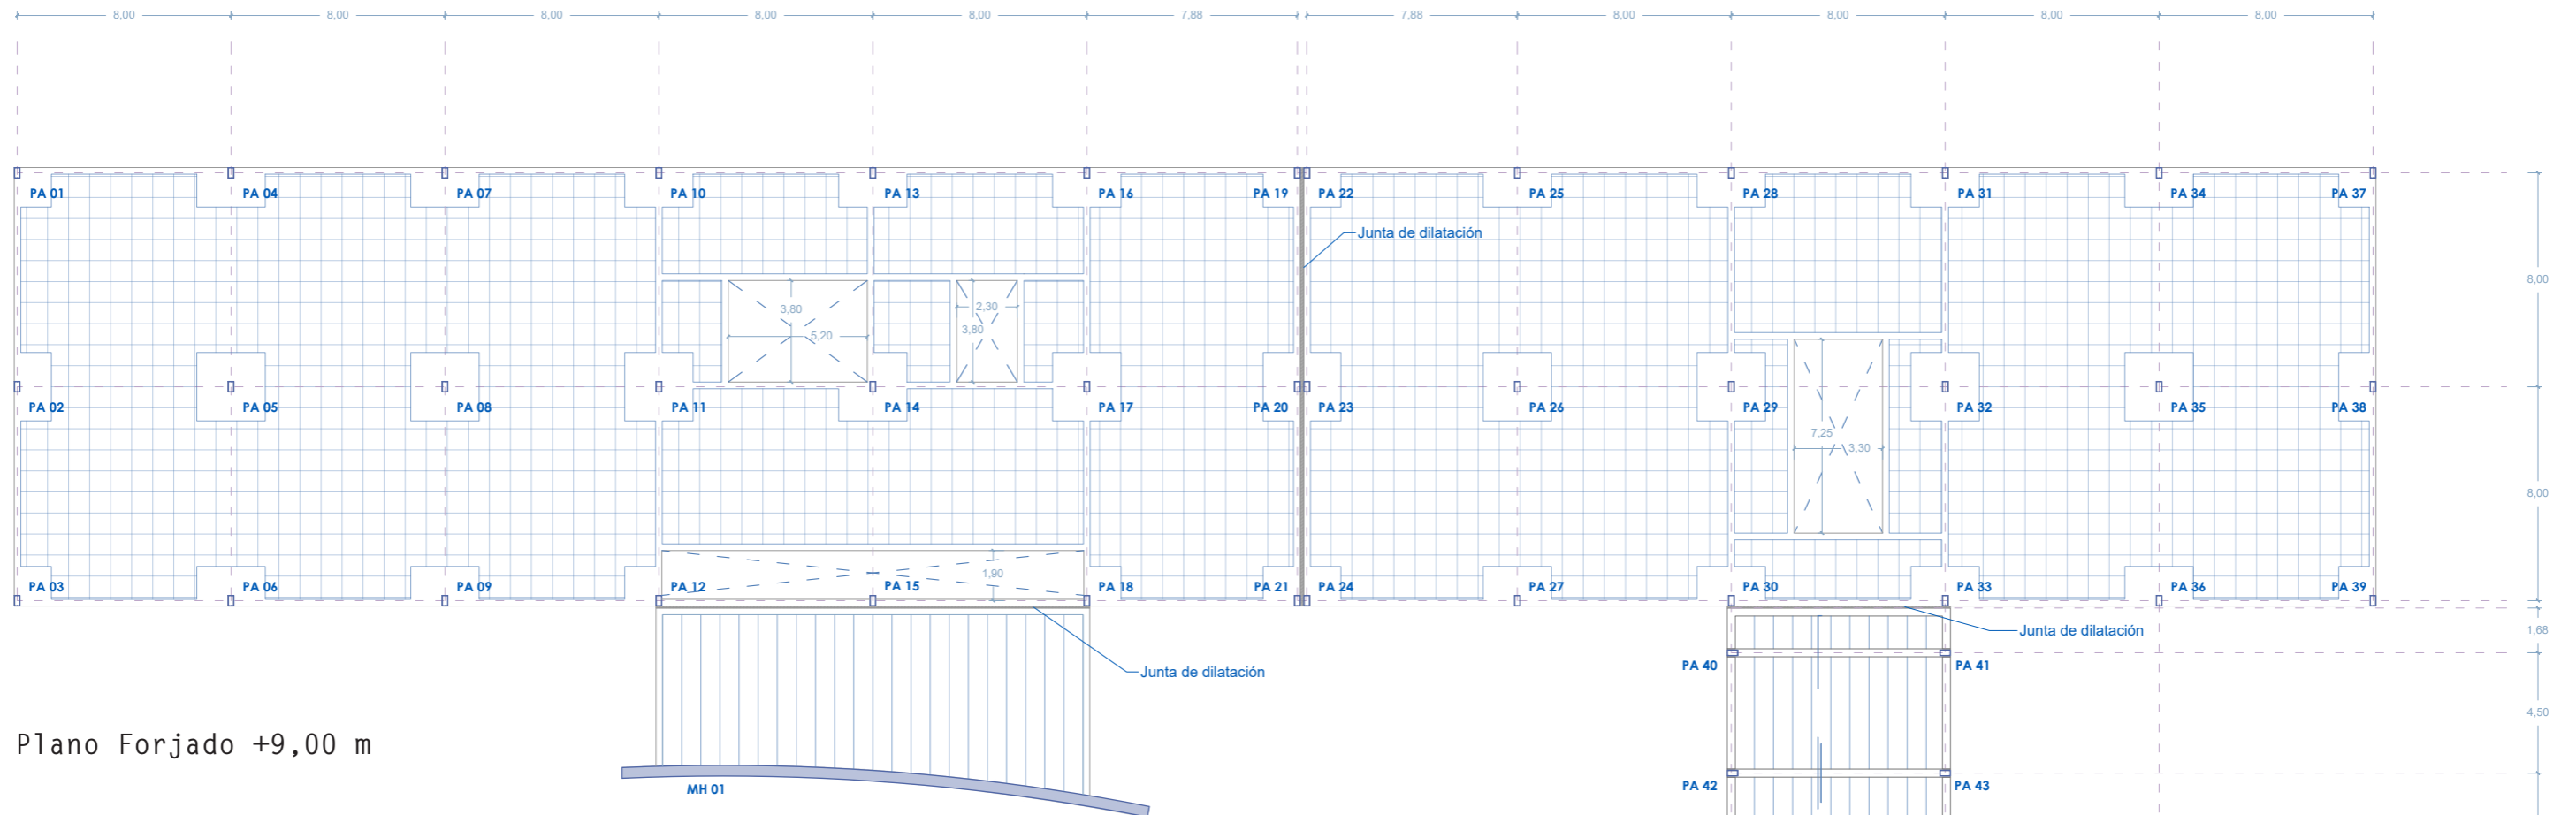 8,00 8,00 8,00 8,00 8,00 7,88 7,88 8,00 8,00 8,00 8,00
PA 01 PA 04 PA 07 PA 10 PA 13 PA 16 PA 19 PA 22 PA 25 PA 28 PA 31 PA 34 PA 37
Junta de dilatación
8,00
3,80 2,30
3,80
5,20
PA 02 PA 05 PA 08 PA 11 PA 14 PA 17 PA 20 PA 23 PA 26 PA 29 PA 32 PA 35 PA 38
7,25
3,30
8,00
1,90
PA 03 PA 06 PA 09 PA 12 PA 15 PA 18 PA 21 PA 24 PA 27 PA 30 PA 33 PA 36 PA 39
Junta de dilatación
1,68
PA 40 PA 41
Junta de dilatación
4,50
Plano Forjado +9,00 m
PA 42 PA 43
MH 01